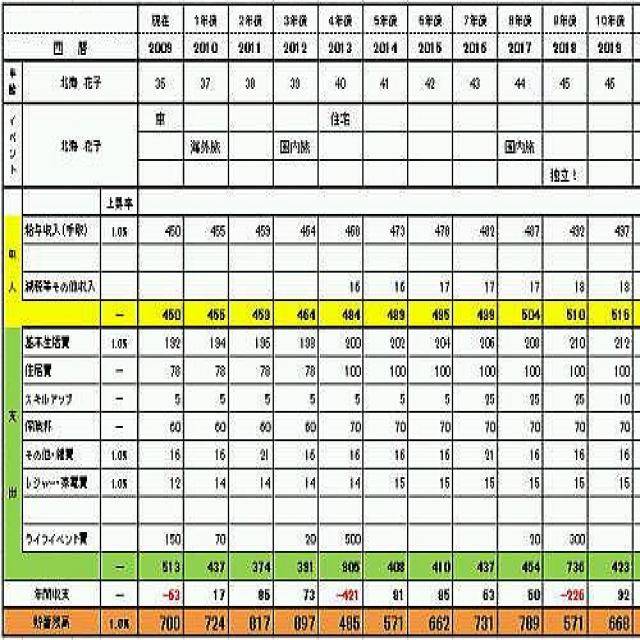 現在 1年後 2年後 3年後 4年後 5年後 6年後 7年後 8年後 9年後 10年後
西暦 2009 2010 2011 2012 2013 2014 2015 2016 2017 2018 2019
年齢 北海 花子 36 37 38 39 40 41 42 43 44 45 46
イベント 北海 花子
車 住宅
海外旅 国内旅 国内旅
独立!
上昇率
収入
給与収入(手取) 1.0% 450 455 459 464 468 473 478 482 487 492 497
減税等その他収入 16 16 17 17 17 18 18
― 450 455 459 464 484 489 495 499 504 510 515
支出
基本生活費 1.0% 192 194 196 198 200 202 204 206 208 210 212
住居費 ― 78 78 78 78 100 100 100 100 100 100 100
スキルアップ ― 5 5 5 5 5 5 5 25 25 25 10
保険料 ― 60 60 60 60 70 70 70 70 70 70 70
その他・雑費 1.0% 16 16 21 16 16 16 16 21 16 16 16
レジャー・家電費 1.0% 12 14 14 14 14 15 15 15 15 15 15
ライフイベント費 150 70 20 500 20 300
― 513 437 374 391 905 408 410 437 454 736 423
年間収支 ― -63 17 85 73 -421 81 85 63 50 -226 92
貯蓄残高 1.0% 700 724 817 897 485 571 662 731 789 571 668